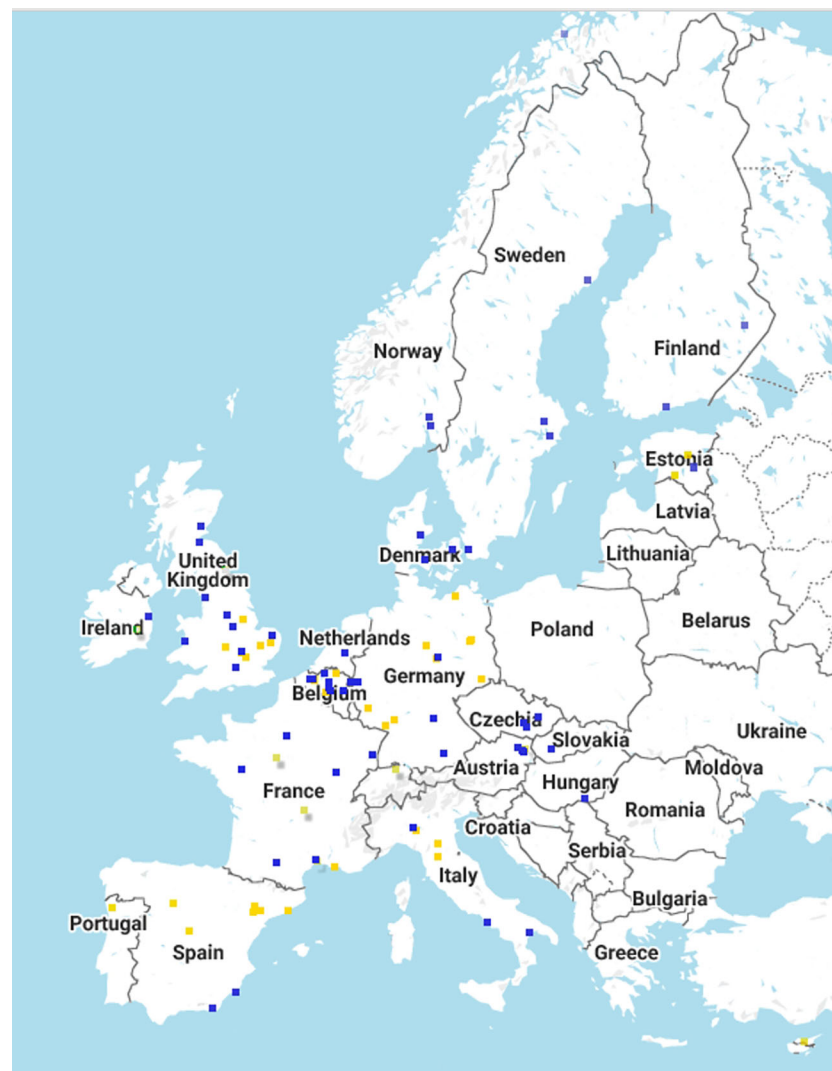 Sweden
Norway
Finland
Estonia
Latvia
Denmark
Lithuania
United
Kingdom
Belarus
Ireland
Poland
Netherlands
Germany
Belgium
Czechia
Ukraine
Slovakia
Austria
Moldova
Hungary
France
Romania
Croatia
Serbia
Italy
Bulgaria
Portugal
Spain
Greece